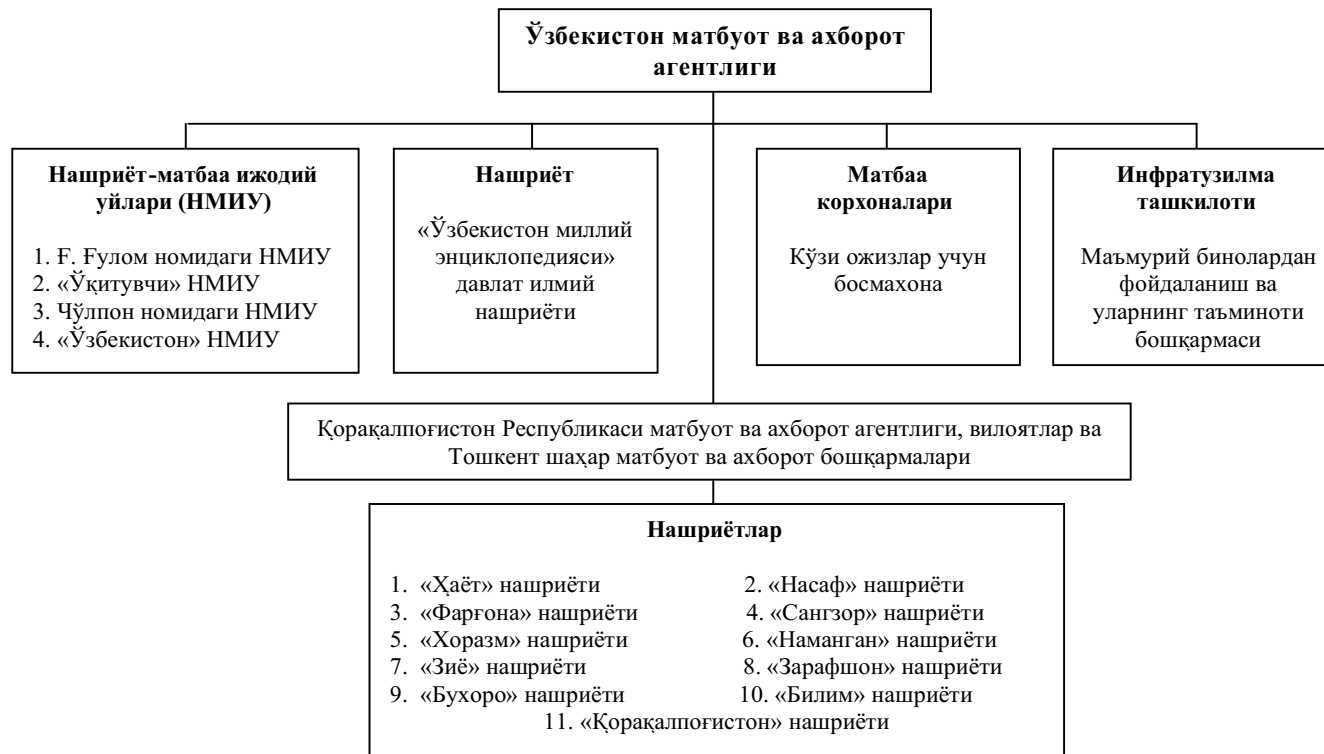 Ўзбекистон матбуот ва ахборот
агентлиги
Нашриёт-матбаа ижодий
уйлари (НМИУ)
1. Ғ. Ғулом номидаги НМИУ
2. «Ўқитувчи» НМИУ
3. Чўлпон номидаги НМИУ
4. «Ўзбекистон» НМИУ
Нашриёт
«Ўзбекистон миллий
энциклопедияси»
давлат илмий
нашриёти
Матбаа
корхоналари
Кўзи ожизлар учун
босмахона
Инфратузилма
ташкилоти
Маъмурий бинолардан
фойдаланиш ва
уларнинг таъминоти
бошқармаси
Қорақалпоғистон Республикаси матбуот ва ахборот агентлиги, вилоятлар ва
Тошкент шаҳар матбуот ва ахборот бошқармалари
Нашриётлар
1. «Ҳаёт» нашриёти 2. «Насаф» нашриёти
3. «Фарғона» нашриёти 4. «Сангзор» нашриёти
5. «Хоразм» нашриёти 6. «Наманган» нашриёти
7. «Зиё» нашриёти 8. «Зарафшон» нашриёти
9. «Бухоро» нашриёти 10. «Билим» нашриёти
11. «Қорақалпоғистон» нашриёти